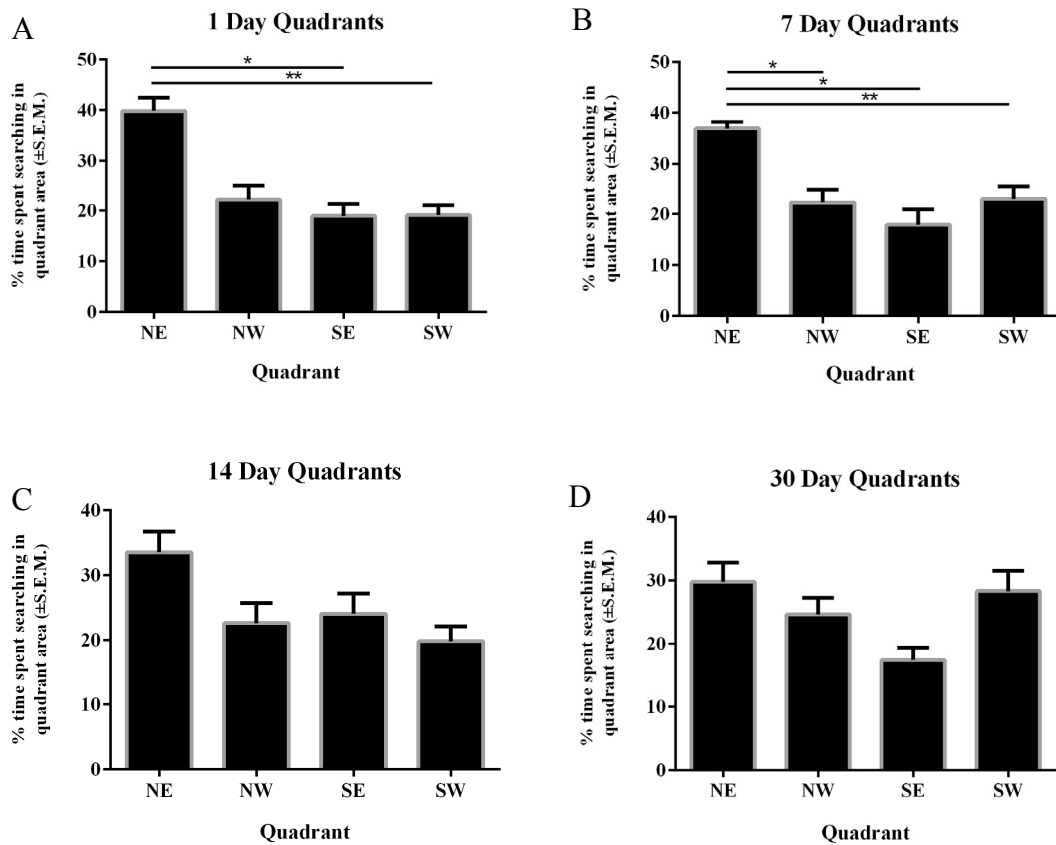 A
1 Day Quadrants
% time spent searching in
quadrant area (±S.E.M.)
50
40
30
20
10
0
*
**
NE NW SE SW
Quadrant
B
7 Day Quadrants
% time spent searching in
quadrant area (±S.E.M.)
50
40
30
20
10
0
*
*
**
NE NW SE SW
Quadrant
C
14 Day Quadrants
% time spent searching in
quadrant area (±S.E.M.)
40
30
20
10
0
NE NW SE SW
Quadrant
D
30 Day Quadrants
% time spent searching in
quadrant area (±S.E.M.)
40
30
20
10
0
NE NW SE SW
Quadrant